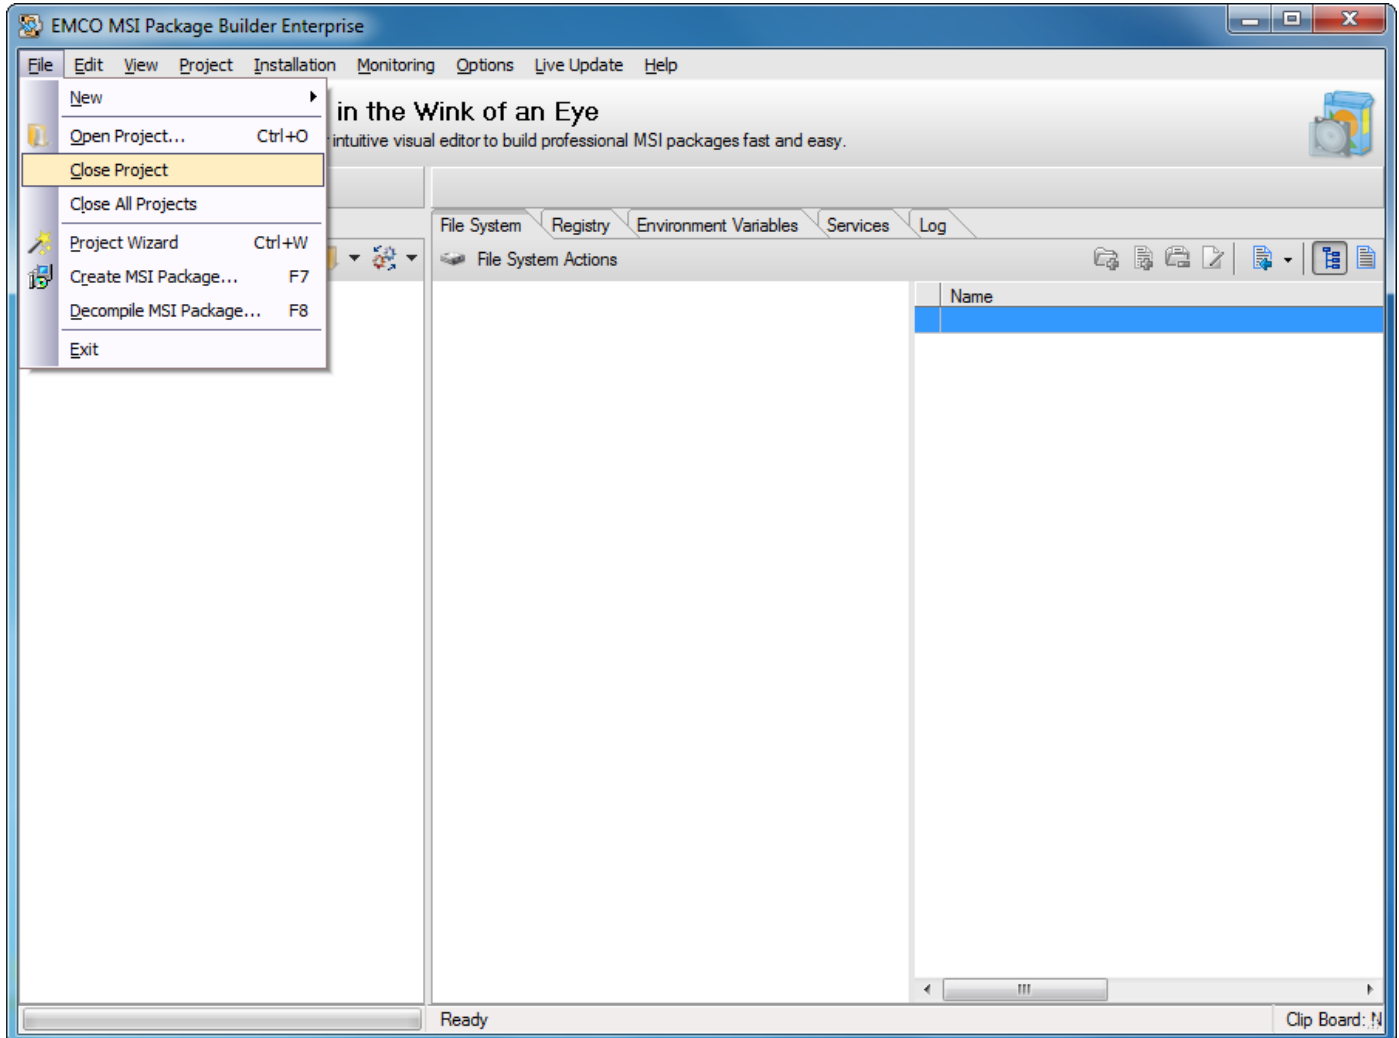 EMCO MSI Package Builder Enterprise
File Edit View Project Installation Monitoring Options Live Update Help
New
in the Wink of an Eye
Open Project... Ctrl+O
intuitive visual editor to build professional MSI packages fast and easy.
Close Project
Close All Projects
File System Registry Environment Variables Services Log
Project Wizard Ctrl+W
File System Actions
Create MSI Package... F7
Name
Decompile MSI Package... F8
Exit
Ready
Clip Board: N